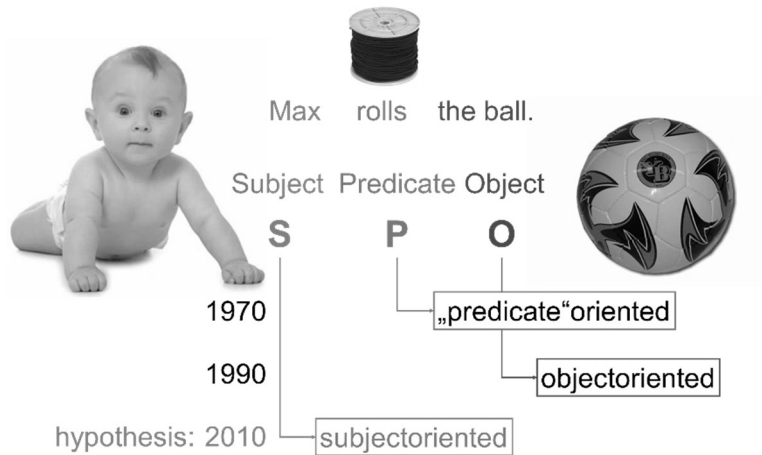 Max rolls the ball.
Subject Predicate Object
S P O
1970 „predicate“oriented
1990 objectoriented
hypothesis: 2010 subjectoriented